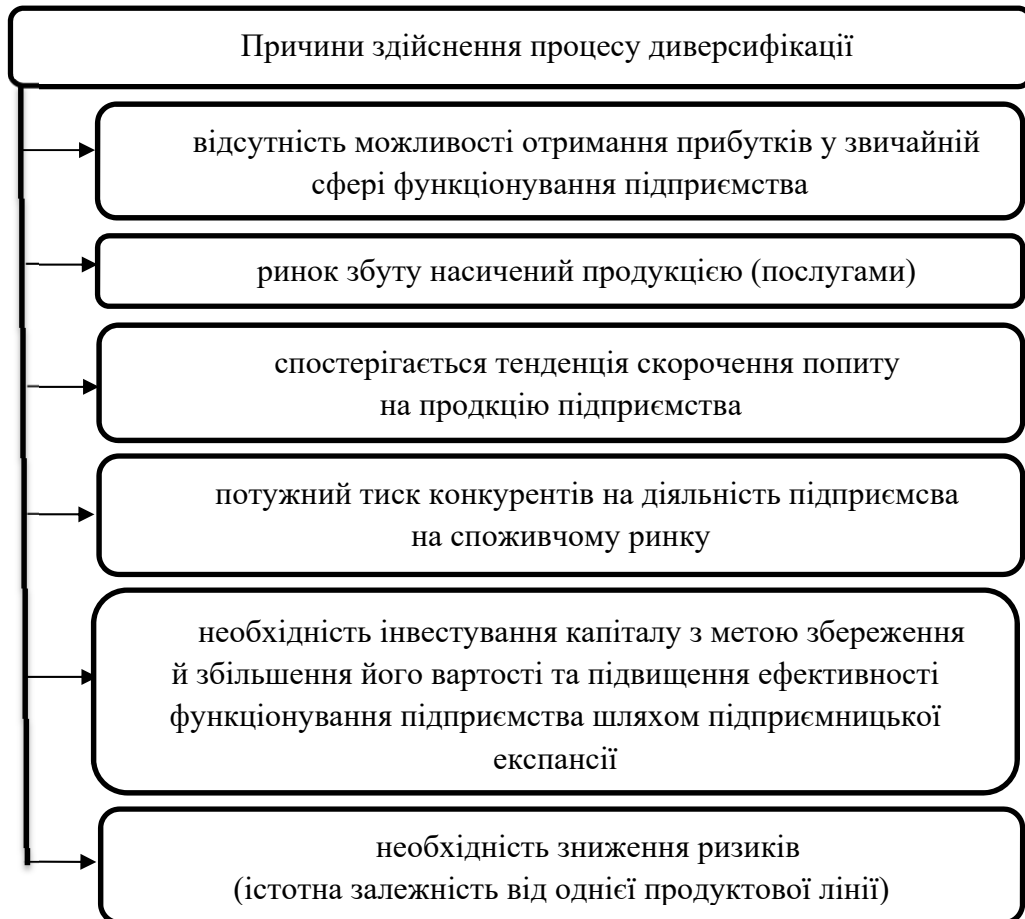 Причини здійснення процесу диверсифікації
відсутність можливості отримання прибутків у звичайній
сфері функціонування підприємства
ринок збуту насичений продукцією (послугами)
спостерігається тенденція скорочення попиту
на продкцію підприємства
потужний тиск конкурентів на діяльність підприємсва
на споживчому ринку
необхідність інвестування капіталу з метою збереження
й збільшення його вартості та підвищення ефективності
функціонування підприємства шляхом підприємницької
експансії
необхідність зниження ризиків
(істотна залежність від однієї продуктової лінії)